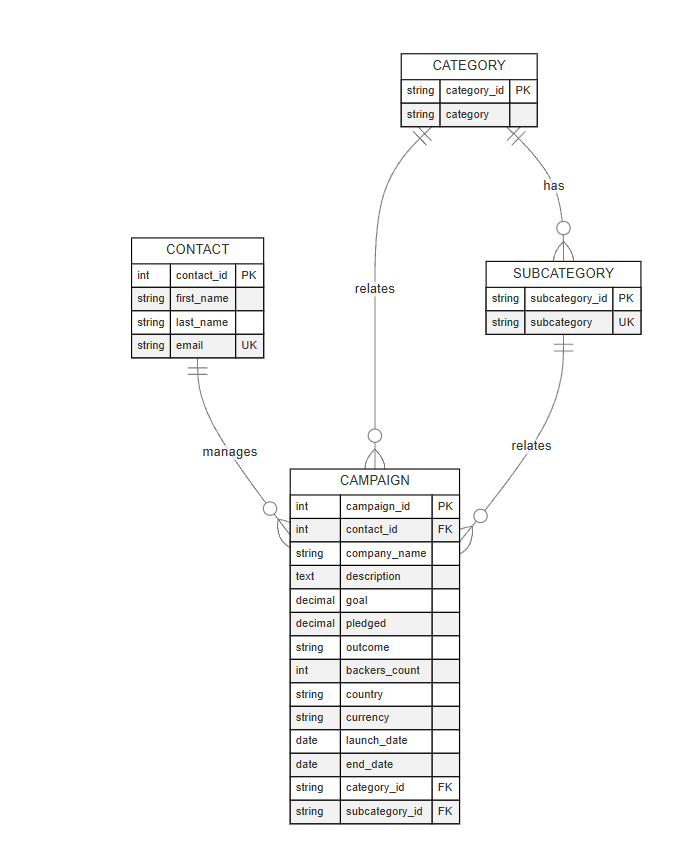 CATEGORY
string category_id PK
string category
has
CONTACT
int contact_id PK
string first_name
string last_name
string email UK
SUBCATEGORY
string subcategory_id PK
string subcategory UK
relates
manages
relates
CAMPAIGN
int campaign_id PK
int contact_id FK
string company_name
text description
decimal goal
decimal pledged
string outcome
int backers_count
string country
string currency
date launch_date
date end_date
string category_id FK
string subcategory_id FK